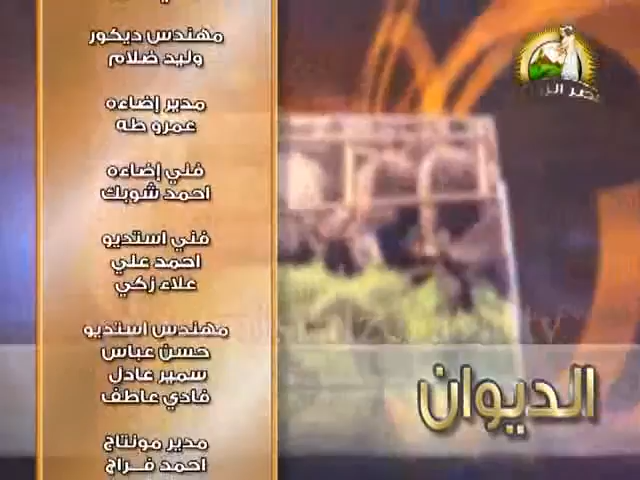 مهندس ديكور
وليد ضلام
مدير إضاءه
عمرو طه
فني إضاءه
احمد شوبك
فني استديو
احمد علي
علاء زكي
مهندس استديو
حسن عباس
سمير عادل
فادي عاطف
مدير مونتاج
احمد فــراج
الديوان